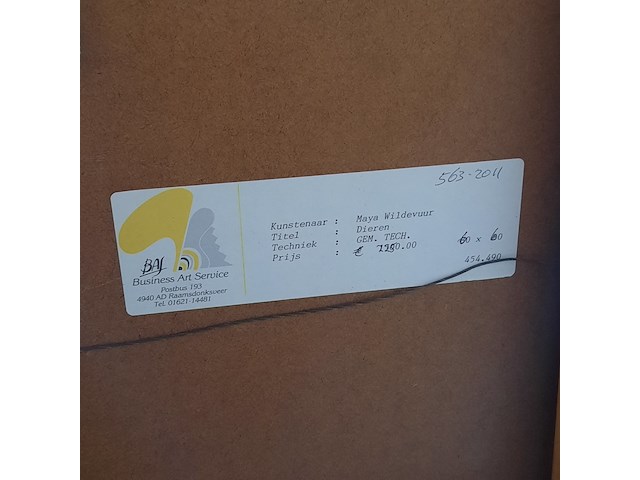 563-2011
BAS
Business Art Service
Postbus 193
4940 AD Raamsdonksveer
Tel. 01621-14481
Kunstenaar : Maya Wildevuur
Titel : Dieren
Techniek : GEM. TECH. 60 x 60
Prijs : € .00 454.490